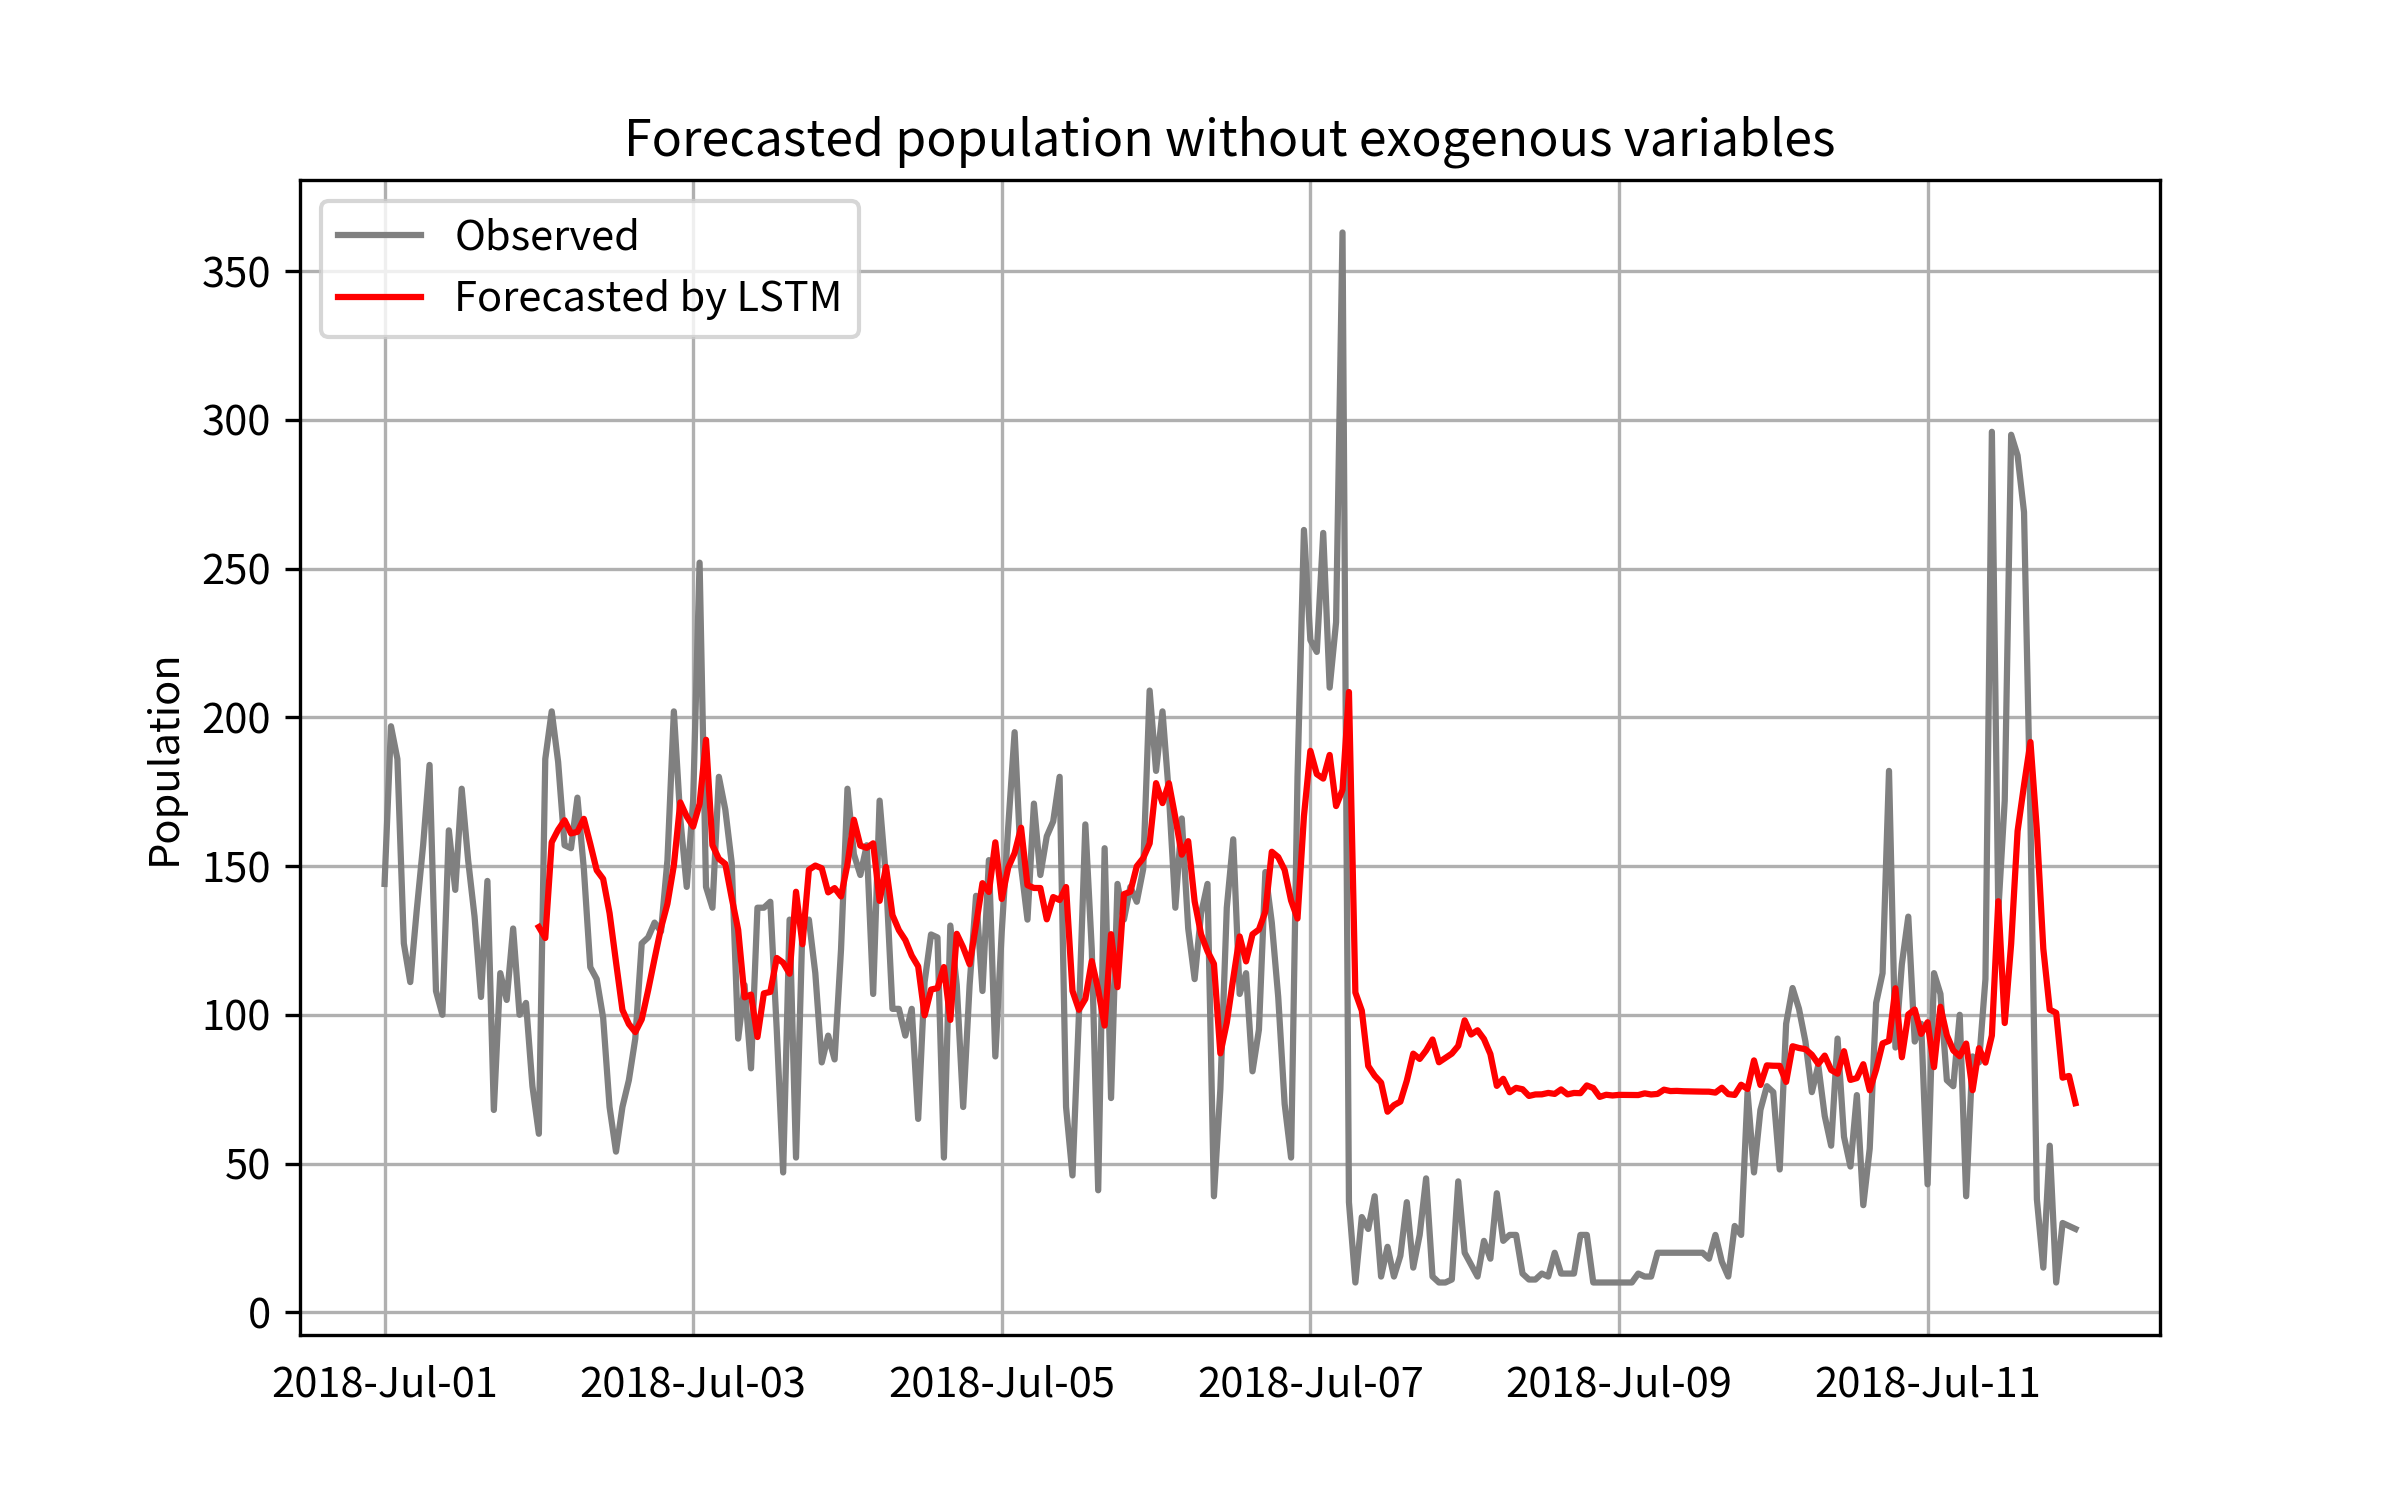 Forecasted population without exogenous variables
Observed
Forecasted by LSTM
Population
350
300
250
200
150
100
50
0
2018-Jul-01 2018-Jul-03 2018-Jul-05 2018-Jul-07 2018-Jul-09 2018-Jul-11